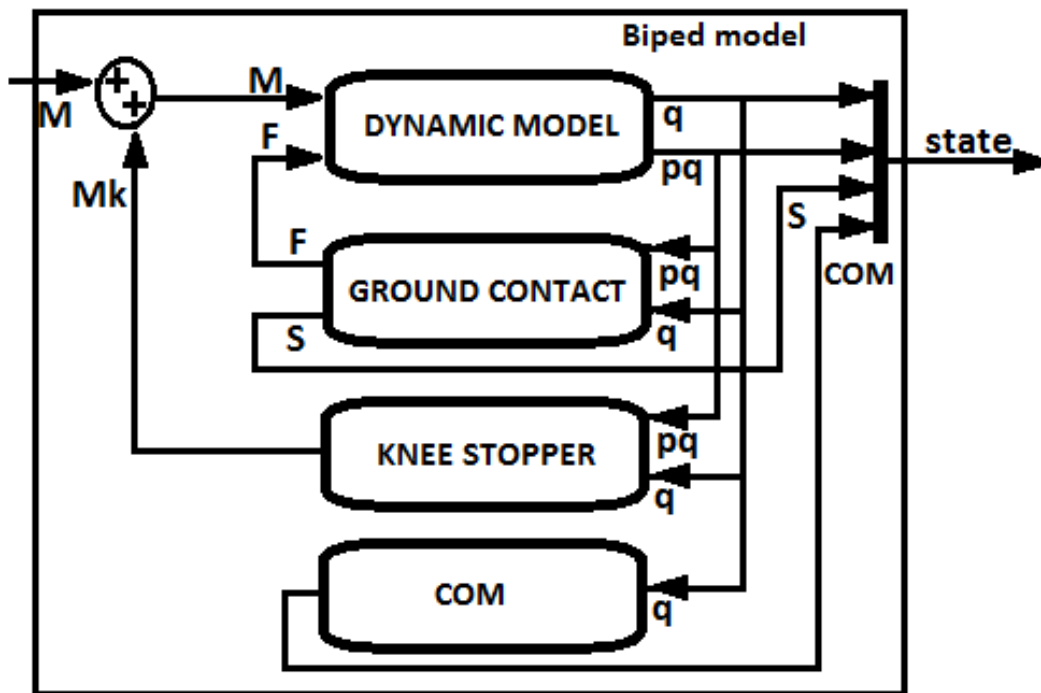 Biped model
M
+
+
M
F
Mk
DYNAMIC MODEL
q
pq
state
S
COM
F
S
GROUND CONTACT
pq
q
KNEE STOPPER
pq
q
COM
q